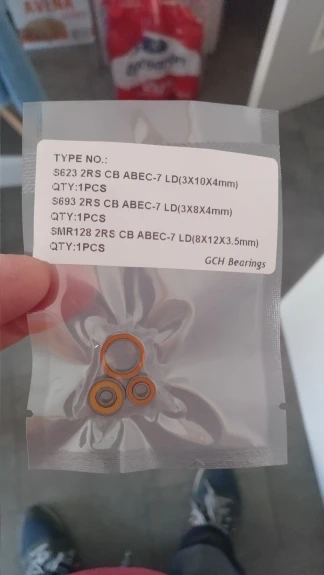 AVENA
TYPE NO.:
S623 2RS CB ABEC-7 LD(3X10X4mm)
QTY:1PCS
S693 2RS CB ABEC-7 LD(3X8X4mm)
QTY:1PCS
SMR128 2RS CB ABEC-7 LD(8X12X3.5mm)
QTY:1PCS
GCH Bearings